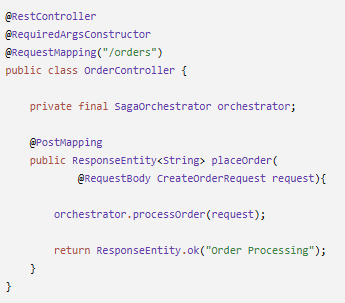 @RestController
@RequiredArgsConstructor
@RequestMapping("/orders")
public class OrderController {
private final SagaOrchestrator orchestrator;
@PostMapping
public ResponseEntity<String> placeOrder(
@RequestBody CreateOrderRequest request){
orchestrator.processOrder(request);
return ResponseEntity.ok("Order Processing");
}
}